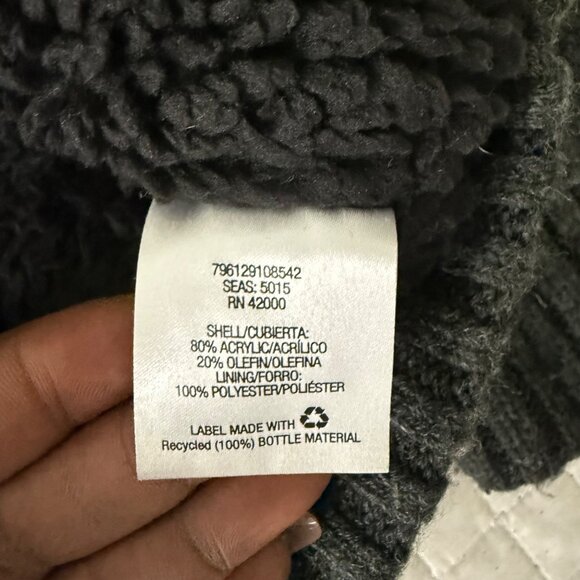 796129108542
SEAS: 5015
RN 42000
SHELL/CUBIERTA:
80% ACRYLIC/ACRÍLICO
20% OLEFIN/OLEFINA
LINING/FORRO:
100% POLYESTER/POLIÉSTER
LABEL MADE WITH
Recycled (100%) BOTTLE MATERIAL